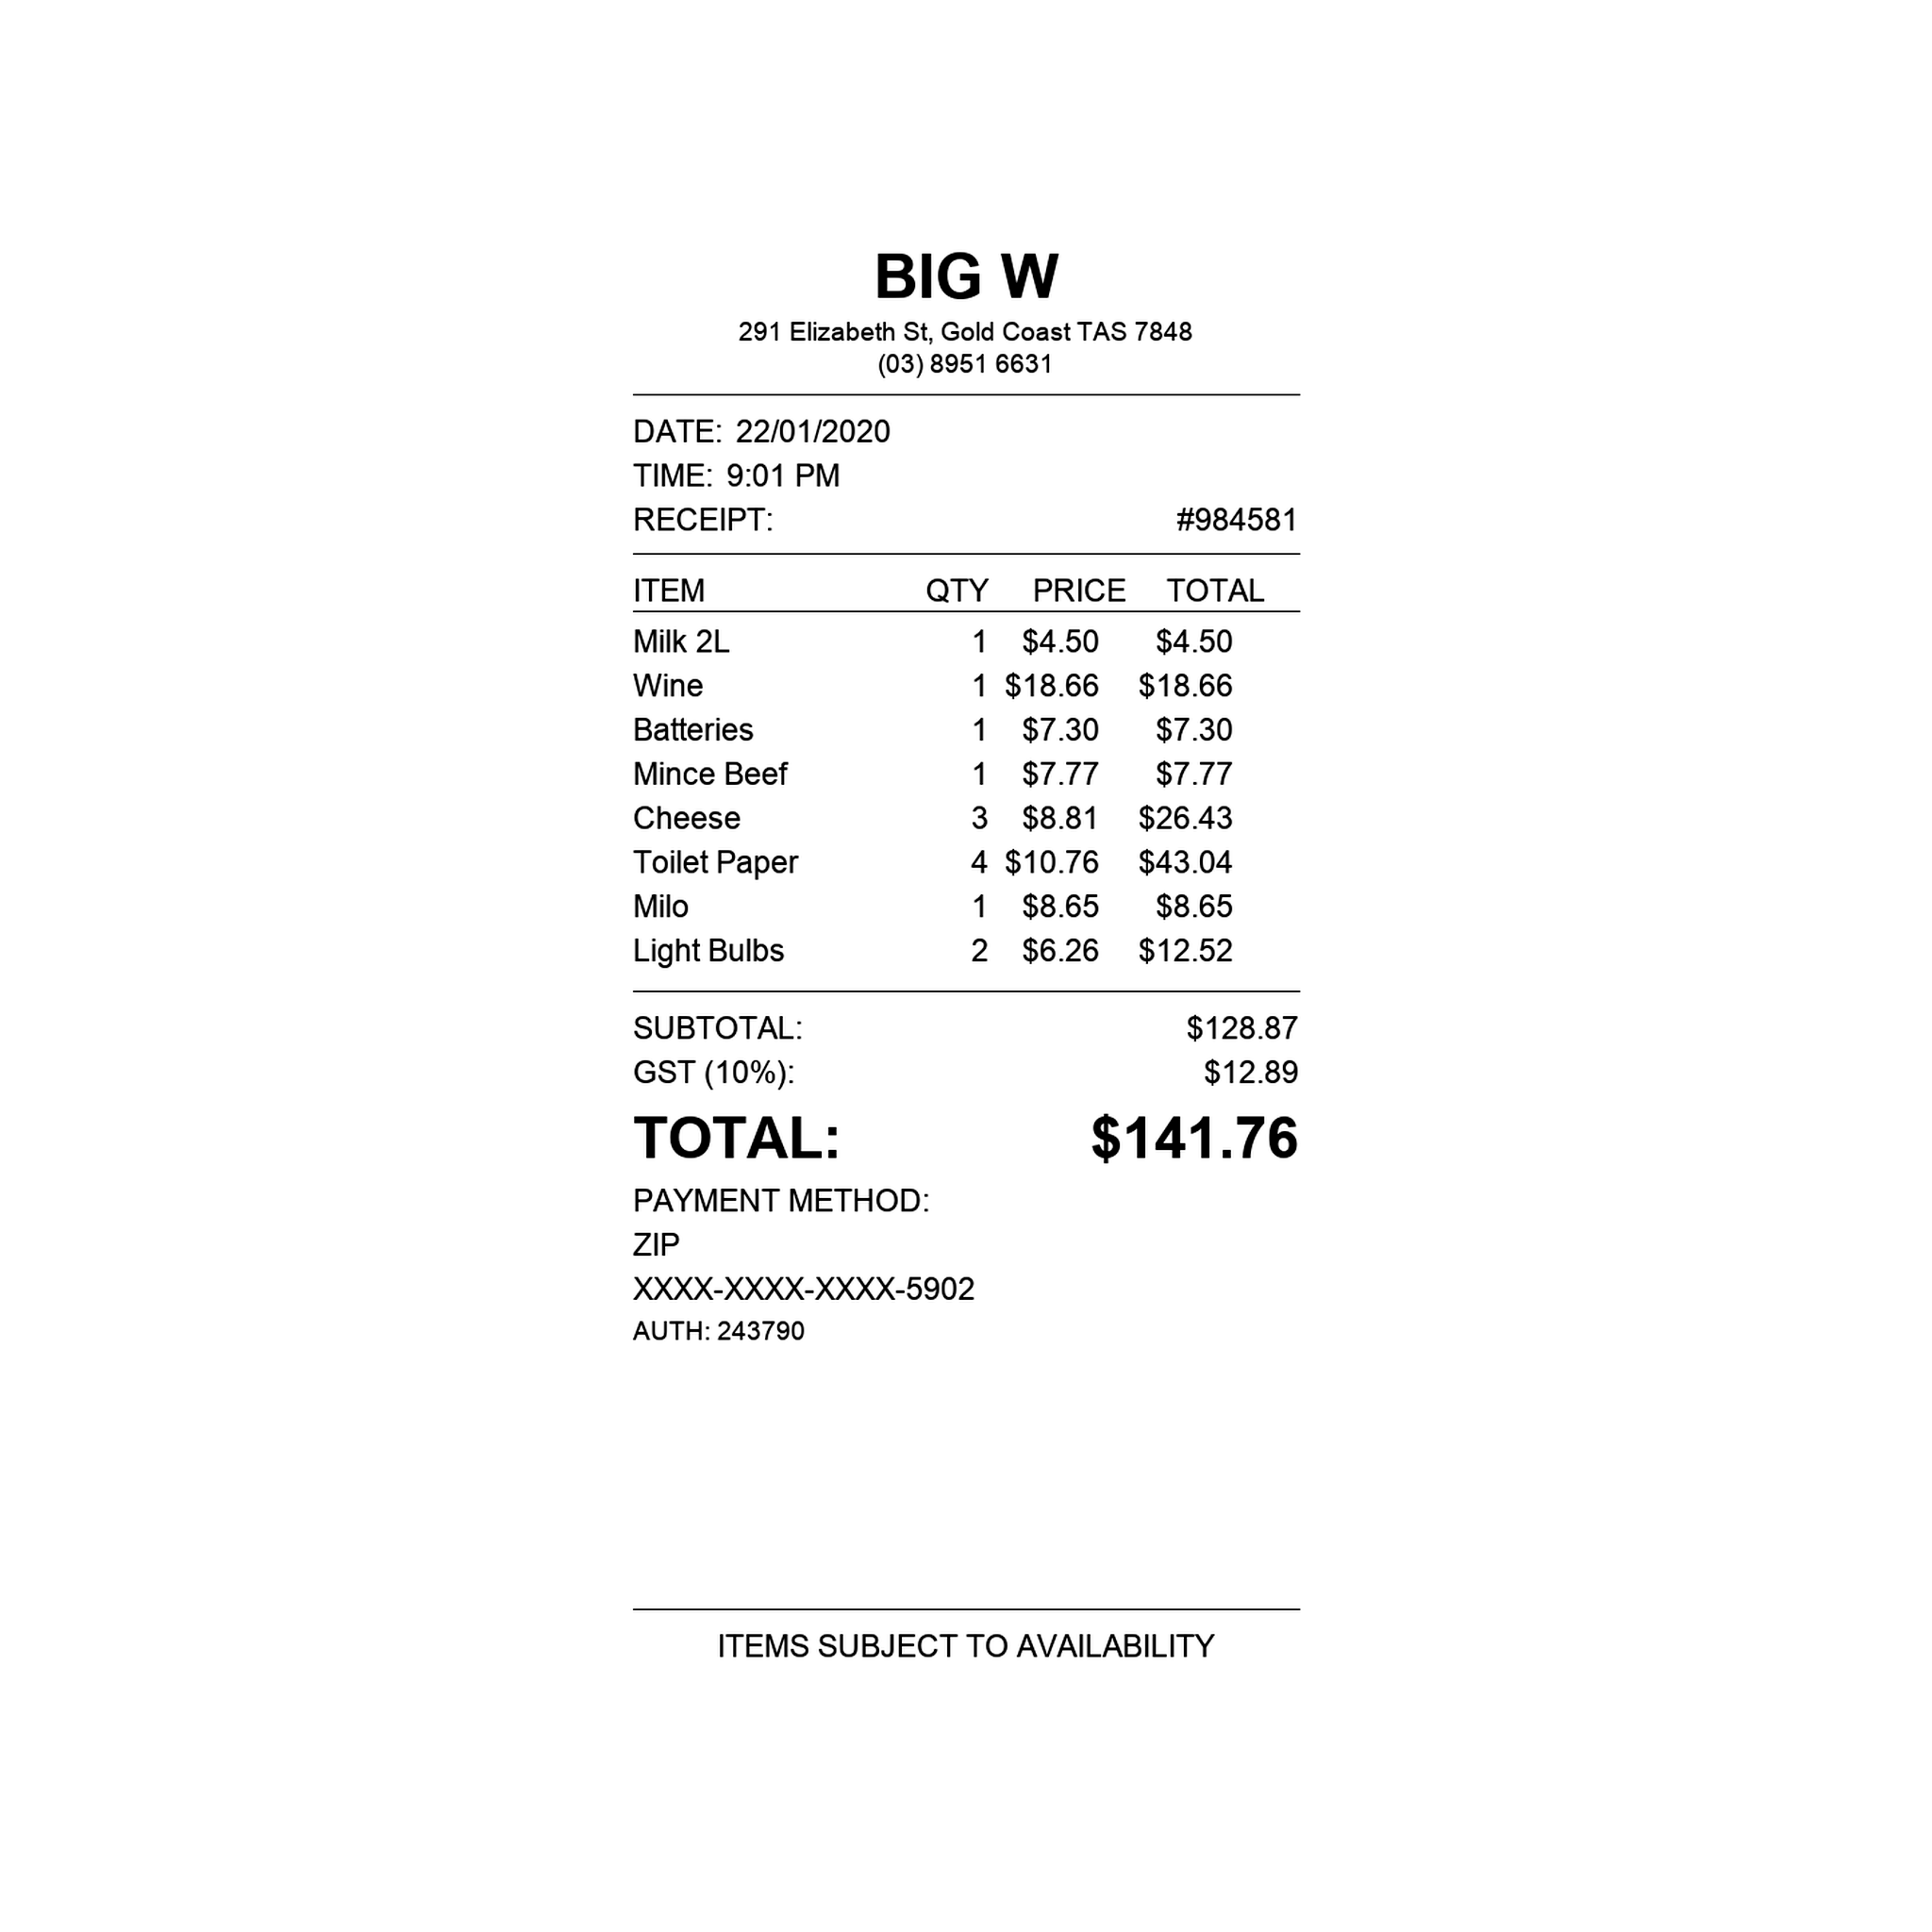 BIG W
291 Elizabeth St, Gold Coast TAS 7848
(03) 8951 6631
DATE: 22/01/2020
TIME: 9:01 PM
RECEIPT: #984581
ITEM QTY PRICE TOTAL
Milk 2L 1 $4.50 $4.50
Wine 1 $18.66 $18.66
Batteries 1 $7.30 $7.30
Mince Beef 1 $7.77 $7.77
Cheese 3 $8.81 $26.43
Toilet Paper 4 $10.76 $43.04
Milo 1 $8.65 $8.65
Light Bulbs 2 $6.26 $12.52
SUBTOTAL: $128.87
GST (10%): $12.89
TOTAL: $141.76
PAYMENT METHOD:
ZIP
XXXX-XXXX-XXXX-5902
AUTH: 243790
ITEMS SUBJECT TO AVAILABILITY